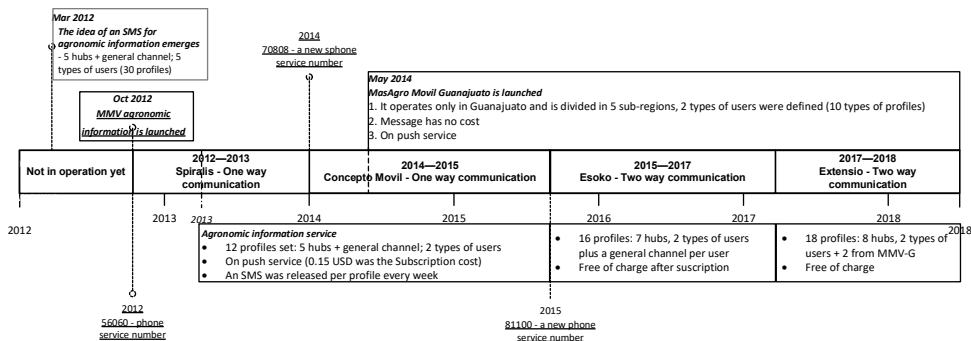 Mar 2012
The idea of an SMS for
agronomic information emerges
- 5 hubs + general channel; 5
types of users (30 profiles)
Oct 2012
MMV agronomic
information is launched
2014
70808 - a new sphone
service number
May 2014
MasAgro Movil Guanajuato is launched
1. It operates only in Guanajuato and is divided in 5 sub-regions, 2 types of users were defined (10 types of profiles)
2. Message has no cost
3. On push service
Not in operation yet
2012—2013
Spiralis - One way
communication
2014—2015
Concepto Movil - One way communication
2015—2017
Esoko - Two way communication
2017—2018
Extensio - Two way
communication
2012
2013
2013
2014
2015
2016
2017
2018
2018
Agronomic information service
• 12 profiles set: 5 hubs + general channel; 2 types of users
• On push service (0.15 USD was the Subscription cost)
• An SMS was released per profile every week
• 16 profiles: 7 hubs, 2 types of users
plus a general channel per user
• Free of charge after suscription
• 18 profiles: 8 hubs, 2 types of
users + 2 from MMV-G
• Free of charge
2012
56060 - phone
service number
2015
81100 - a new phone
service number